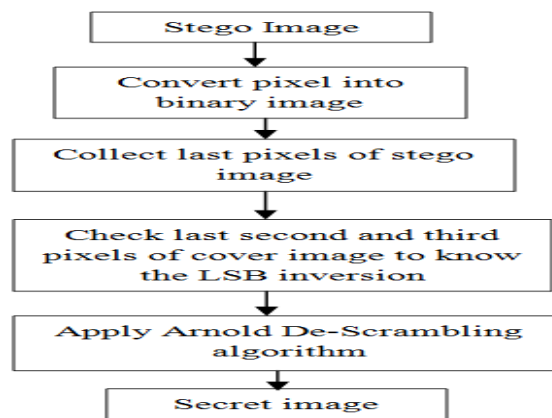 Stego Image
Convert pixel into
binary image
Collect last pixels of stego
image
Check last second and third
pixels of cover image to know
the LSB inversion
Apply Arnold De-Scrambling
algorithm
Secret image